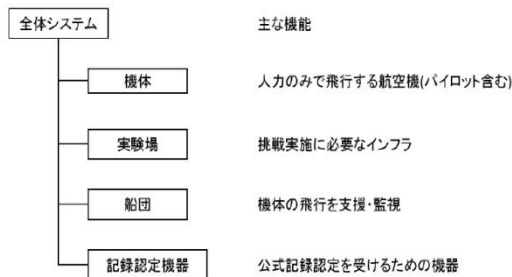 全体システム 主な機能
機体 人力のみで飛行する航空機(パイロット含む)
実験場 挑戦実施に必要なインフラ
船団 機体の飛行を支援・監視
記録認定機器 公式記録認定を受けるための機器